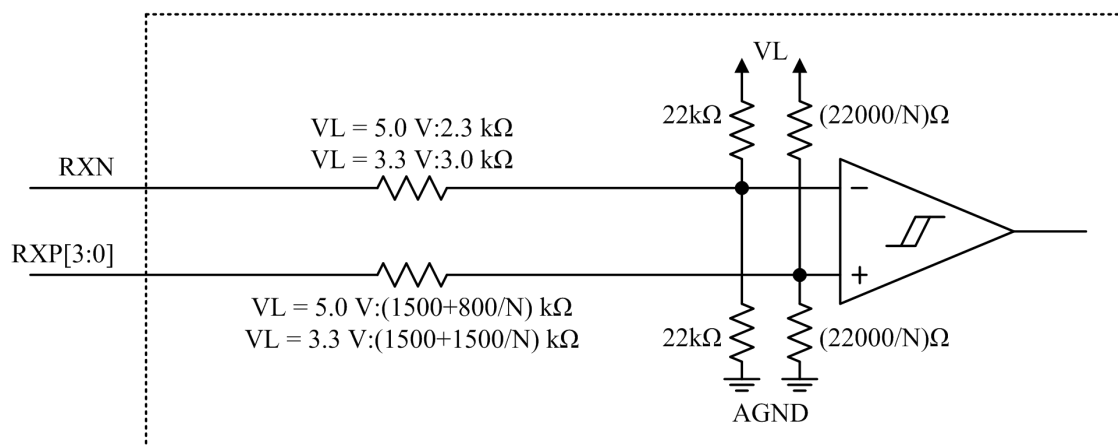 VL
22kΩ
(22000/N)Ω
VL = 5.0 V:2.3 kΩ
VL = 3.3 V:3.0 kΩ
RXN
−
RXP[3:0]
+
VL = 5.0 V:(1500+800/N) kΩ
VL = 3.3 V:(1500+1500/N) kΩ
22kΩ
(22000/N)Ω
AGND